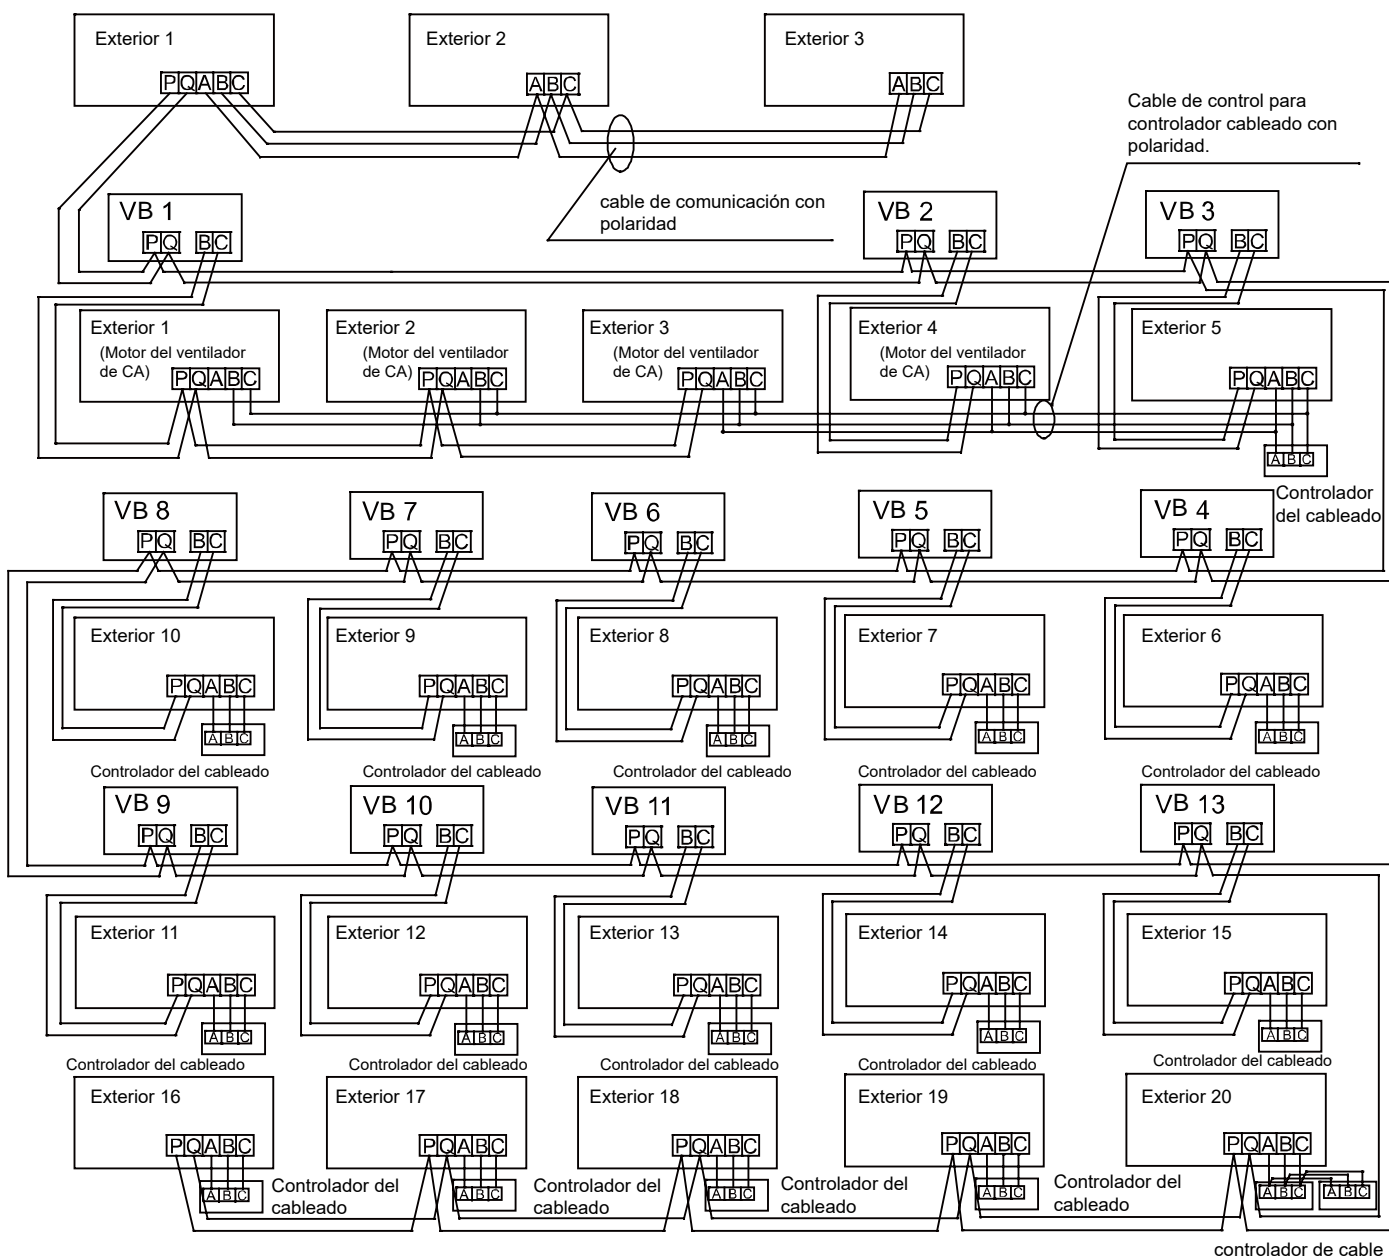 Exterior 1
Exterior 2
Exterior 3
PQABC
ABC
ABC
Cable de control para
controlador cableado con
polaridad.
cable de comunicación con
polaridad
VB 1
VB 2
VB 3
PQ BC
PQ BC
PQ BC
Exterior 1
(Motor del ventilador
de CA)
PQABC
Exterior 2
(Motor del ventilador
de CA)
PQABC
Exterior 3
(Motor del ventilador
de CA)
PQABC
Exterior 4
(Motor del ventilador
de CA)
PQABC
Exterior 5
PQABC
ABC
Controlador
del cableado
VB 8
VB 7
VB 6
VB 5
VB 4
PQ BC
PQ BC
PQ BC
PQ BC
PQ BC
Exterior 10
Exterior 9
Exterior 8
Exterior 7
Exterior 6
PQABC
PQABC
PQABC
PQABC
PQABC
ABC
ABC
ABC
ABC
ABC
Controlador del cableado
Controlador del cableado
Controlador del cableado
Controlador del cableado
Controlador del cableado
VB 9
VB 10
VB 11
VB 12
VB 13
PQ BC
PQ BC
PQ BC
PQ BC
PQ BC
Exterior 11
Exterior 12
Exterior 13
Exterior 14
Exterior 15
PQABC
PQABC
PQABC
PQABC
PQABC
ABC
ABC
ABC
ABC
ABC
Controlador del cableado
Controlador del cableado
Controlador del cableado
Controlador del cableado
Controlador del cableado
Exterior 16
Exterior 17
Exterior 18
Exterior 19
Exterior 20
PQABC
PQABC
PQABC
PQABC
PQABC
ABC
Controlador del
cableado
ABC
Controlador del
cableado
ABC
Controlador del
cableado
ABC
Controlador del
cableado
ABC
ABC
controlador de cable